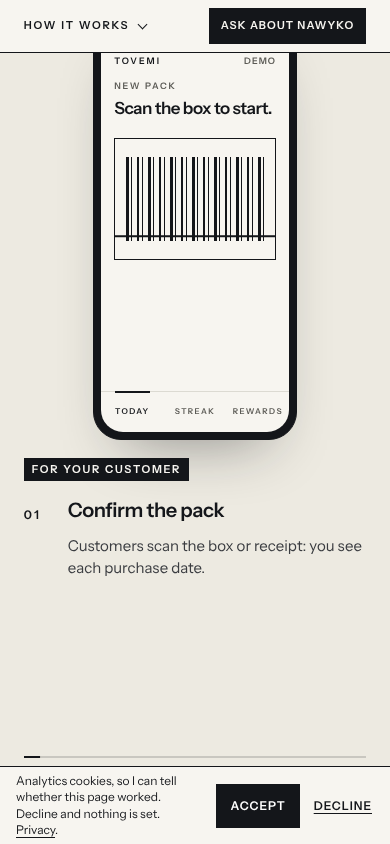 HOW IT WORKS
ASK ABOUT NAWYKO
TOVEMI
DEMO
NEW PACK
Scan the box to start.
TODAY
STREAK
REWARDS
FOR YOUR CUSTOMER
01
Confirm the pack
Customers scan the box or receipt: you see
each purchase date.
Analytics cookies, so I can tell
whether this page worked.
Decline and nothing is set.
Privacy.
ACCEPT
DECLINE